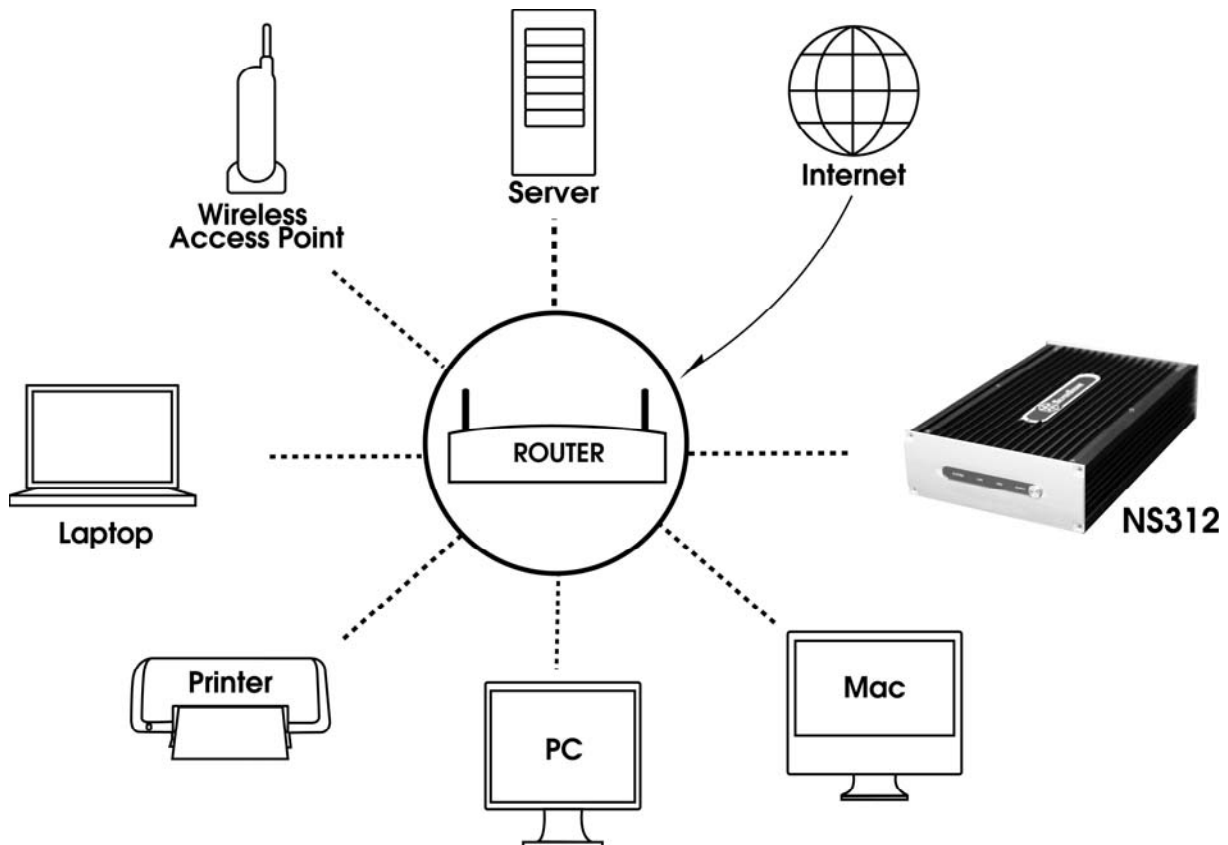 Wireless
Access Point
Server
Internet
ROUTER
Laptop
NS312
Printer
PC
Mac